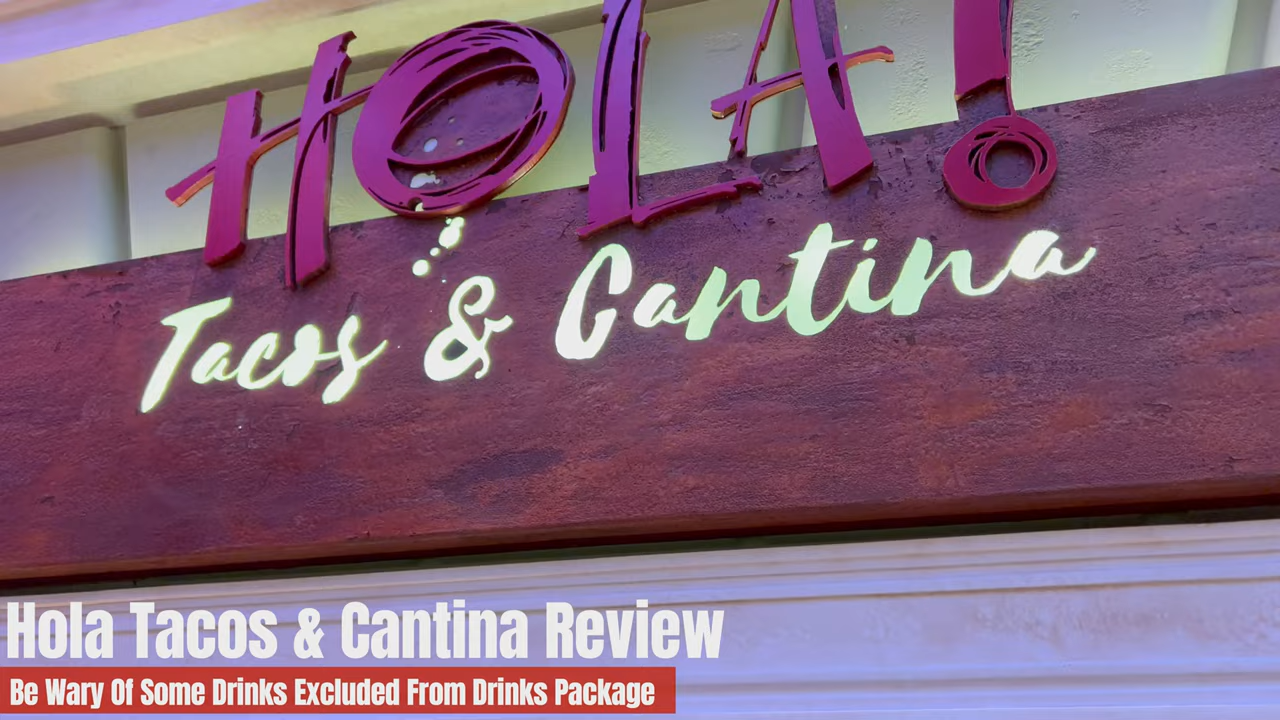 HOLA!
Tacos & Cantina
Hola Tacos & Cantina Review
Be Wary Of Some Drinks Excluded From Drinks Package